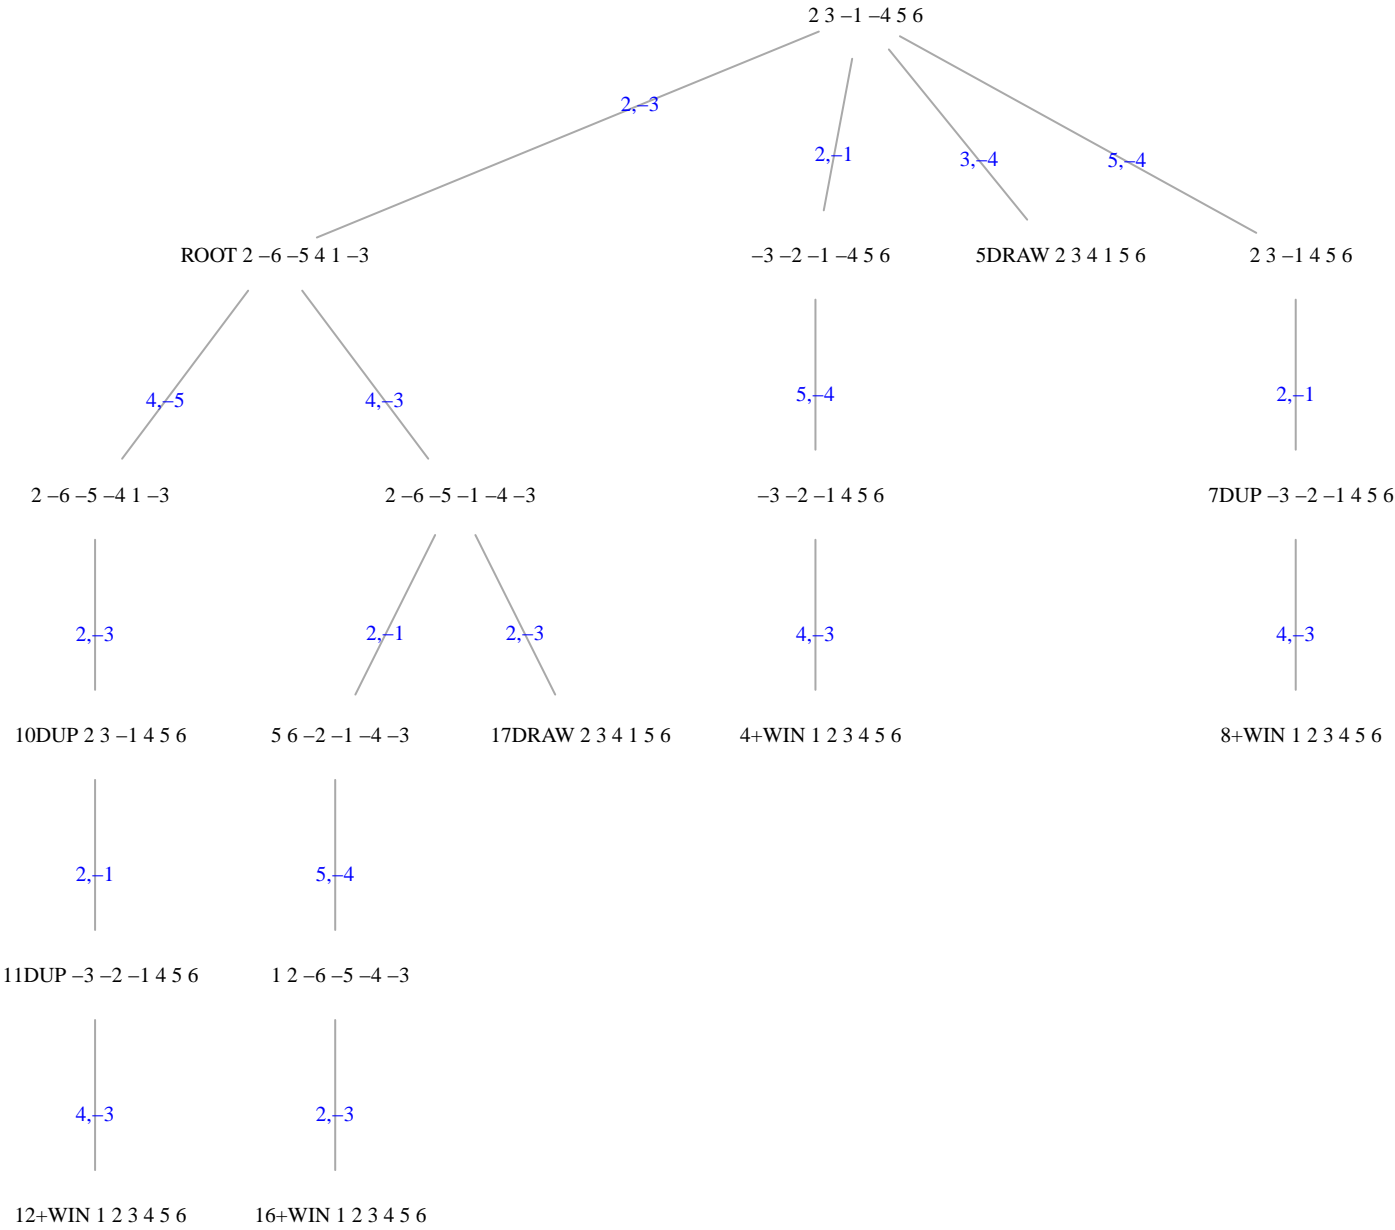 2 3 –1 –4 5 6
2,–3
2,–1
3,–4
5,–4
ROOT 2 –6 –5 4 1 –3
–3 –2 –1 –4 5 6
5DRAW 2 3 4 1 5 6
2 3 –1 4 5 6
4,–5
4,–3
5,–4
2,–1
2 –6 –5 –4 1 –3
2 –6 –5 –1 –4 –3
–3 –2 –1 4 5 6
7DUP –3 –2 –1 4 5 6
2,–3
2,–1
2,–3
4,–3
4,–3
10DUP 2 3 –1 4 5 6
5 6 –2 –1 –4 –3
17DRAW 2 3 4 1 5 6
4+WIN 1 2 3 4 5 6
8+WIN 1 2 3 4 5 6
2,–1
5,–4
11DUP –3 –2 –1 4 5 6
1 2 –6 –5 –4 –3
4,–3
2,–3
12+WIN 1 2 3 4 5 6
16+WIN 1 2 3 4 5 6